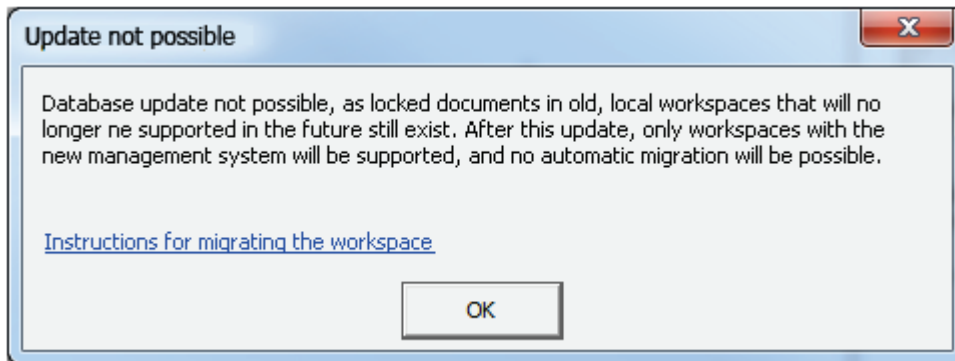 Update not possible
Database update not possible, as locked documents in old, local workspaces that will no
longer ne supported in the future still exist. After this update, only workspaces with the
new management system will be supported, and no automatic migration will be possible.
Instructions for migrating the workspace
OK